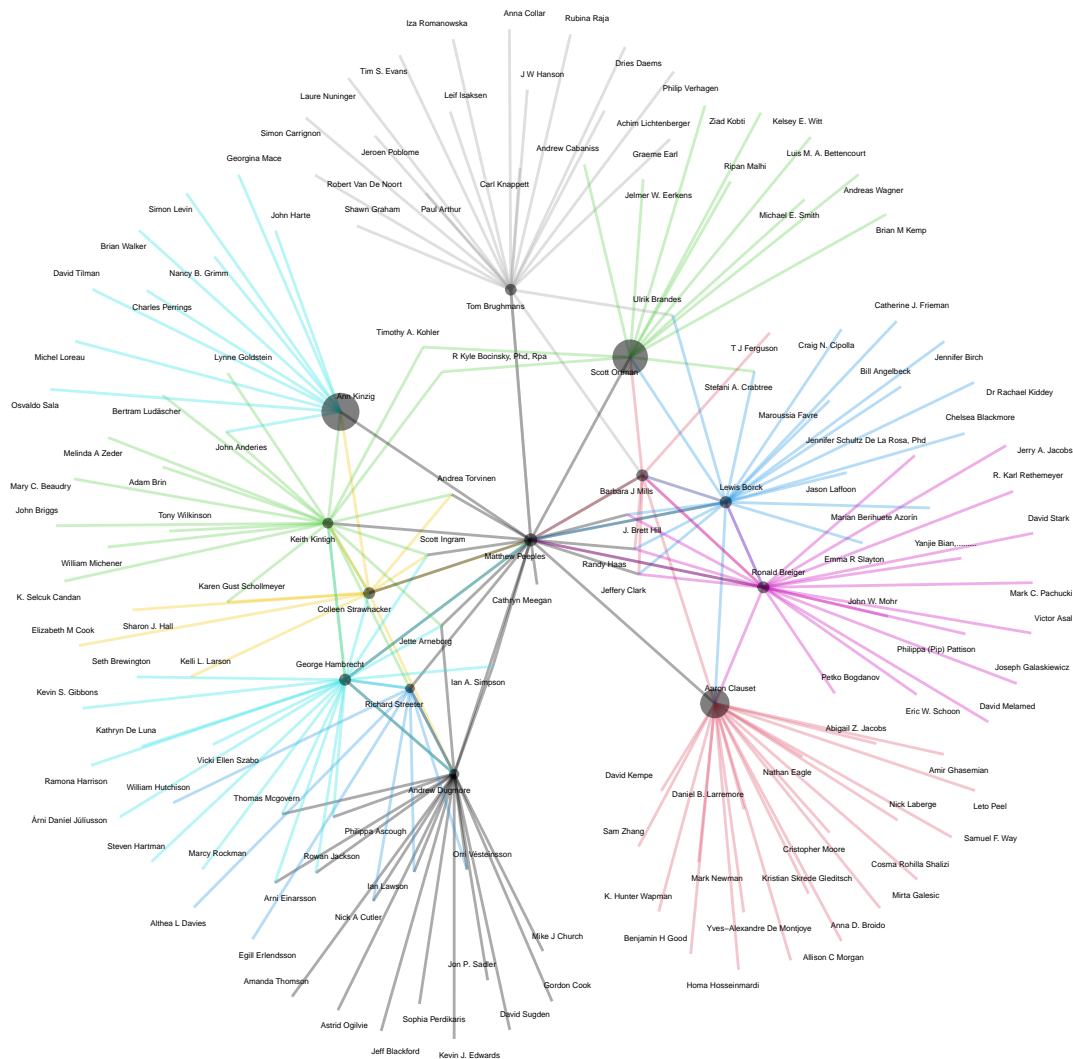 Anna Collar
Rubina Raja
Iza Romanowska
Dries Daems
Tim S. Evans
J W Hanson
Philip Verhagen
Laure Nuninger
Leif Isaksen
Ziad Kobti
Kelsey E. Witt
Achim Lichtenberger
Simon Carrignon
Andrew Cabaniss
Graeme Earl
Luis M. A. Bettencourt
Jeroen Poblome
Georgina Mace
Ripan Malhi
Robert Van De Noort
Carl Knappett
Andreas Wagner
Jelmer W. Eerkens
Simon Levin
Shawn Graham
Paul Arthur
John Harte
Michael E. Smith
Brian M Kemp
Brian Walker
David Tilman
Nancy B. Grimm
Charles Perrings
Ulrik Brandes
Tom Brughmans
Catherine J. Frieman
Timothy A. Kohler
T J Ferguson
Craig N. Cipolla
Jennifer Birch
Michel Loreau
Lynne Goldstein
R Kyle Bocinsky, Phd, Rpa
Scott Ortman
Bill Angelbeck
Stefani A. Crabtree
Dr Rachael Kiddey
Ann Kinzig
Osvaldo Sala
Bertram Ludäscher
Maroussia Favre
Chelsea Blackmore
John Anderies
Jennifer Schultz De La Rosa, Phd
Jerry A. Jacobs
Melinda A Zeder
Andrea Torvinen
R. Karl Rethemeyer
Mary C. Beaudry
Adam Brin
Barbara J Mills
Lewis Borck
Jason Laffoon
John Briggs
Tony Wilkinson
Marian Berihuete Azorín
David Stark
Keith Kintigh
Scott Ingram
J. Brett Hill
Yanjie Bian,..........
William Michener
Matthew Peeples
Randy Haas
Emma R Slayton
Ronald Breiger
Karen Gust Schollmeyer
Jeffery Clark
K. Selcuk Candan
Cathryn Meegan
John W. Mohr
Mark C. Pachucki
Colleen Strawhacker
Victor Asal
Elizabeth M Cook
Sharon J. Hall
Jette Arneborg
Philippa (Pip) Pattison
Seth Brewington
Kelli L. Larson
George Hambrecht
Joseph Galaskiewicz
Petko Bogdanov
Kevin S. Gibbons
Ian A. Simpson
Aaron Clauset
Richard Streeter
David Melamed
Eric W. Schoon
Kathryn De Luna
Abigail Z. Jacobs
Vicki Ellen Szabo
Ramona Harrison
David Kempe
Nathan Eagle
Amir Ghasemian
William Hutchison
Andrew Dugmore
Thomas Mcgovern
Daniel B. Larremore
Leto Peel
Nick Laberge
Árni Daníel Júlíusson
Philippa Ascough
Sam Zhang
Samuel F. Way
Steven Hartman
Marcy Rockman
Rowan Jackson
Orri Vésteinsson
Cristopher Moore
Cosma Rohilla Shalizi
Ian Lawson
Mark Newman
Kristian Skrede Gleditsch
Arni Einarsson
K. Hunter Wapman
Mirta Galesic
Althea L Davies
Nick A Cutler
Yves−Alexandre De Montjoye
Anna D. Broido
Mike J Church
Benjamin H Good
Egill Erlendsson
Allison C Morgan
Jon P. Sadler
Amanda Thomson
Gordon Cook
Homa Hosseinmardi
Sophia Perdikaris
David Sugden
Astrid Ogilvie
Jeff Blackford
Kevin J. Edwards